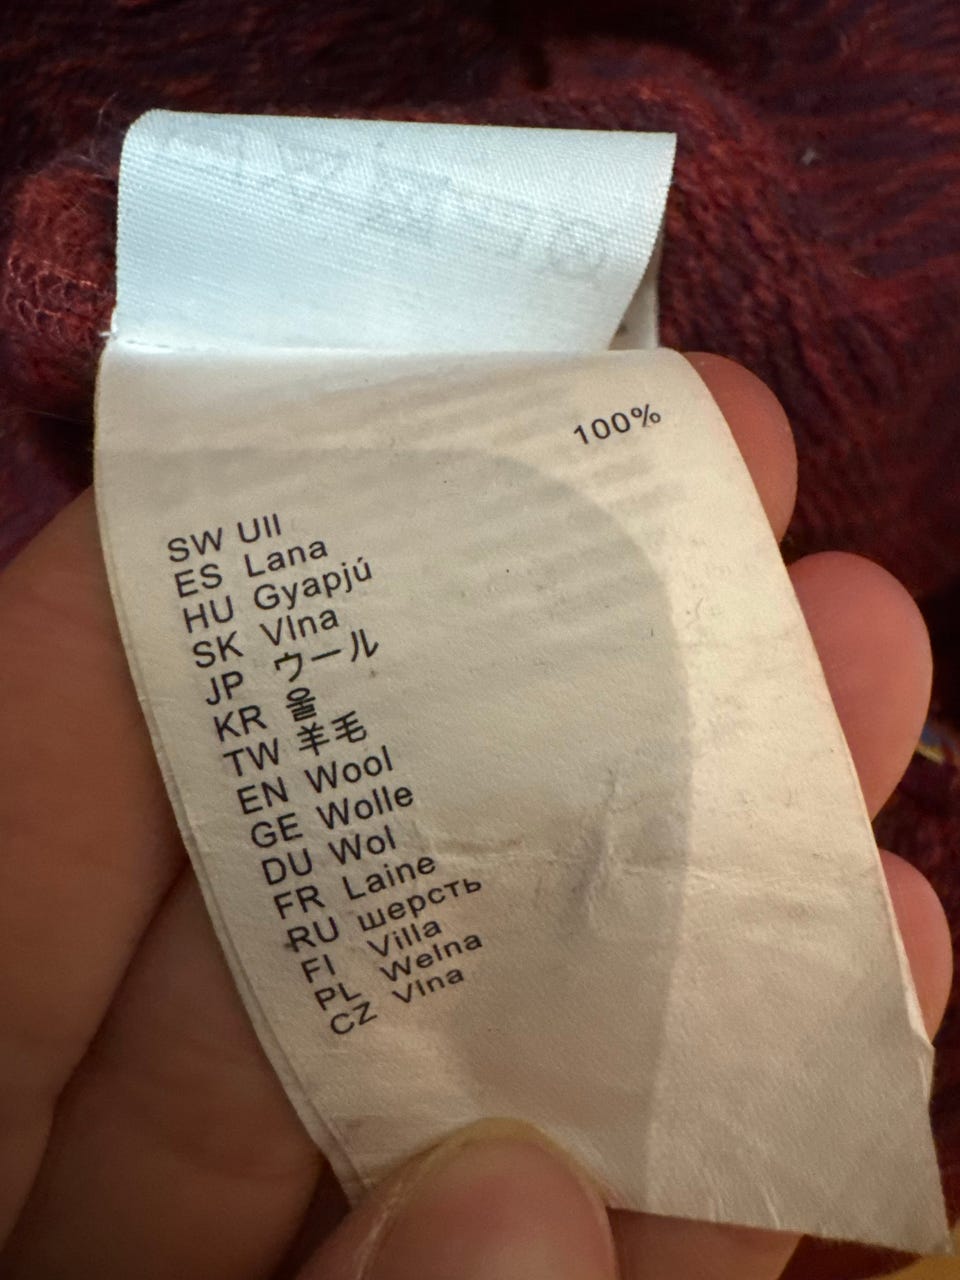 100%
SW Ull
ES Lana
HU Gyapjú
SK Vlna
JP ウール
KR 울
TW 羊毛
EN Wool
GE Wolle
DU Wol
FR Laine
RU шерсть
FI Villa
PL Welna
CZ Vlna